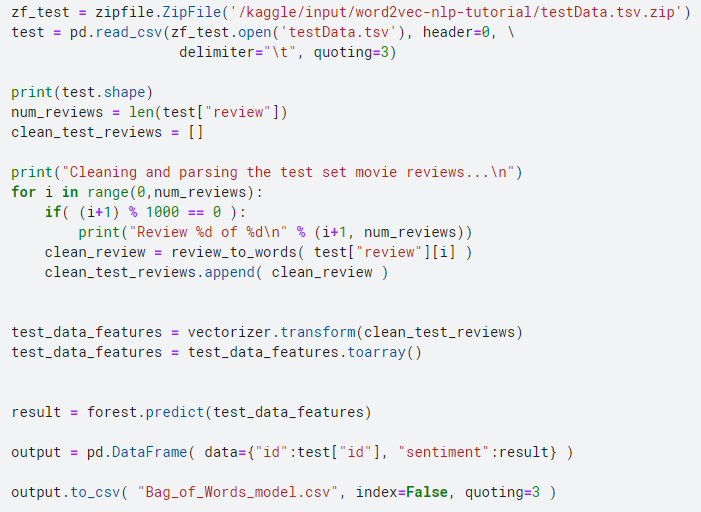 zf_test = zipfile.ZipFile('/kaggle/input/word2vec-nlp-tutorial/testData.tsv.zip')
test = pd.read_csv(zf_test.open('testData.tsv'), header=0, \
                    delimiter="\t", quoting=3)
print(test.shape)
num_reviews = len(test["review"])
clean_test_reviews = []
print("Cleaning and parsing the test set movie reviews...\n")
for i in range(0,num_reviews):
    if( (i+1) % 1000 == 0 ):
        print("Review %d of %d\n" % (i+1, num_reviews))
    clean_review = review_to_words( test["review"][i] )
    clean_test_reviews.append( clean_review )
test_data_features = vectorizer.transform(clean_test_reviews)
test_data_features = test_data_features.toarray()
result = forest.predict(test_data_features)
output = pd.DataFrame( data={"id":test["id"], "sentiment":result} )
output.to_csv( "Bag_of_Words_model.csv", index=False, quoting=3 )